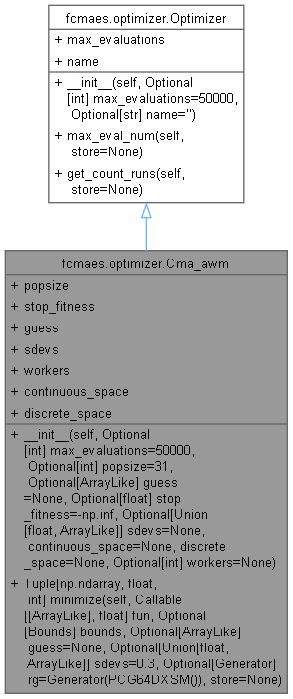 fcmaes.optimizer.Optimizer
+ max_evaluations
+ name
+ __init__(self, Optional
[int] max_evaluations=50000,
Optional[str] name='')
+ max_eval_num(self,
store=None)
+ get_count_runs(self,
store=None)
fcmaes.optimizer.Cma_awm
+ popsize
+ stop_fitness
+ guess
+ sdevs
+ workers
+ continuous_space
+ discrete_space
+ __init__(self, Optional
[int] max_evaluations=50000,
Optional[int] popsize=31,
Optional[ArrayLike] guess
=None, Optional[float] stop
_fitness=-np.inf, Optional[Union
[float, ArrayLike]] sdevs=None,
continuous_space=None, discrete
_space=None, Optional[int] workers=None)
+ Tuple[np.ndarray, float,
int] minimize(self, Callable
[[ArrayLike], float] fun, Optional
[Bounds] bounds, Optional[ArrayLike]
guess=None, Optional[Union[float,
ArrayLike]] sdevs=0.3, Optional[Generator]
rg=Generator(PCG64DXSM()), store=None)